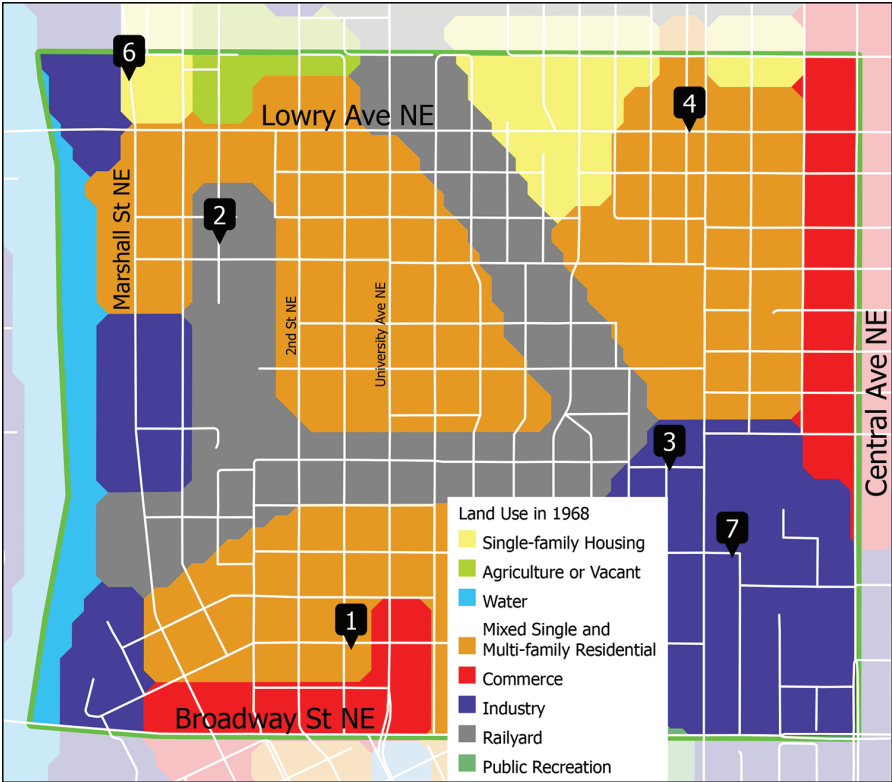 6
4
Lowry Ave NE
Marshall St NE
2
2nd St NE
University Ave NE
Central Ave NE
3
7
1
Broadway St NE
Land Use in 1968
Single-family Housing
Agriculture or Vacant
Water
Mixed Single and
Multi-family Residential
Commerce
Industry
Railyard
Public Recreation